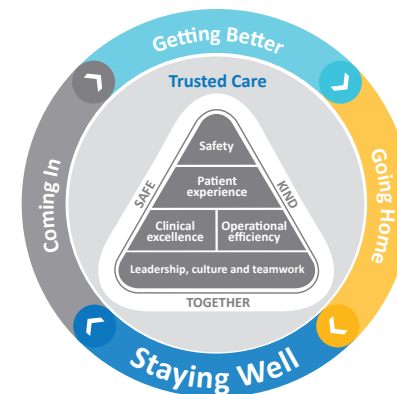 Getting Better
Trusted Care
Coming In
Going Home
SAFE
KIND
Safety
Patient
experience
Clinical
excellence
Operational
efficiency
Leadership, culture and teamwork
TOGETHER
Staying Well